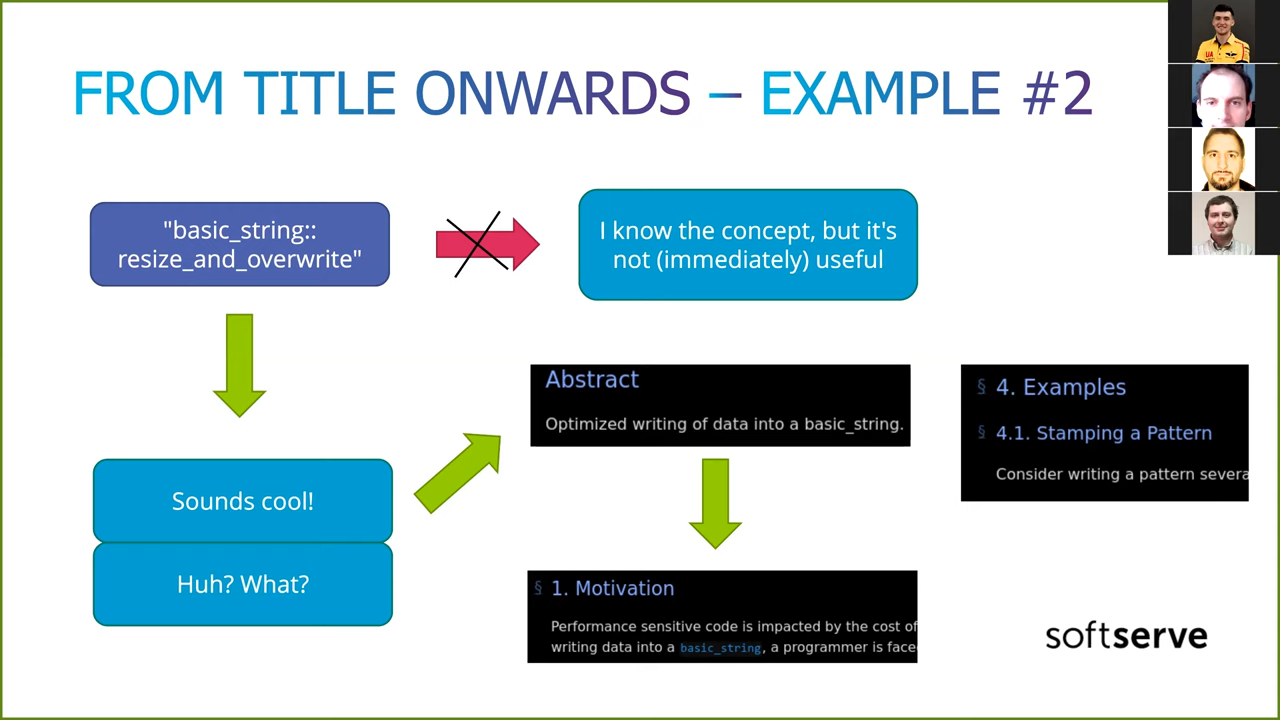 FROM TITLE ONWARDS – EXAMPLE #2
"basic_string::
resize_and_overwrite"
I know the concept, but it's
not (immediately) useful
Sounds cool!
Huh? What?
Abstract
Optimized writing of data into a basic_string.
§ 1. Motivation
Performance sensitive code is impacted by the cost of
writing data into a basic_string, a programmer is face
§ 4. Examples
§ 4.1. Stamping a Pattern
Consider writing a pattern severa
softserve
UA